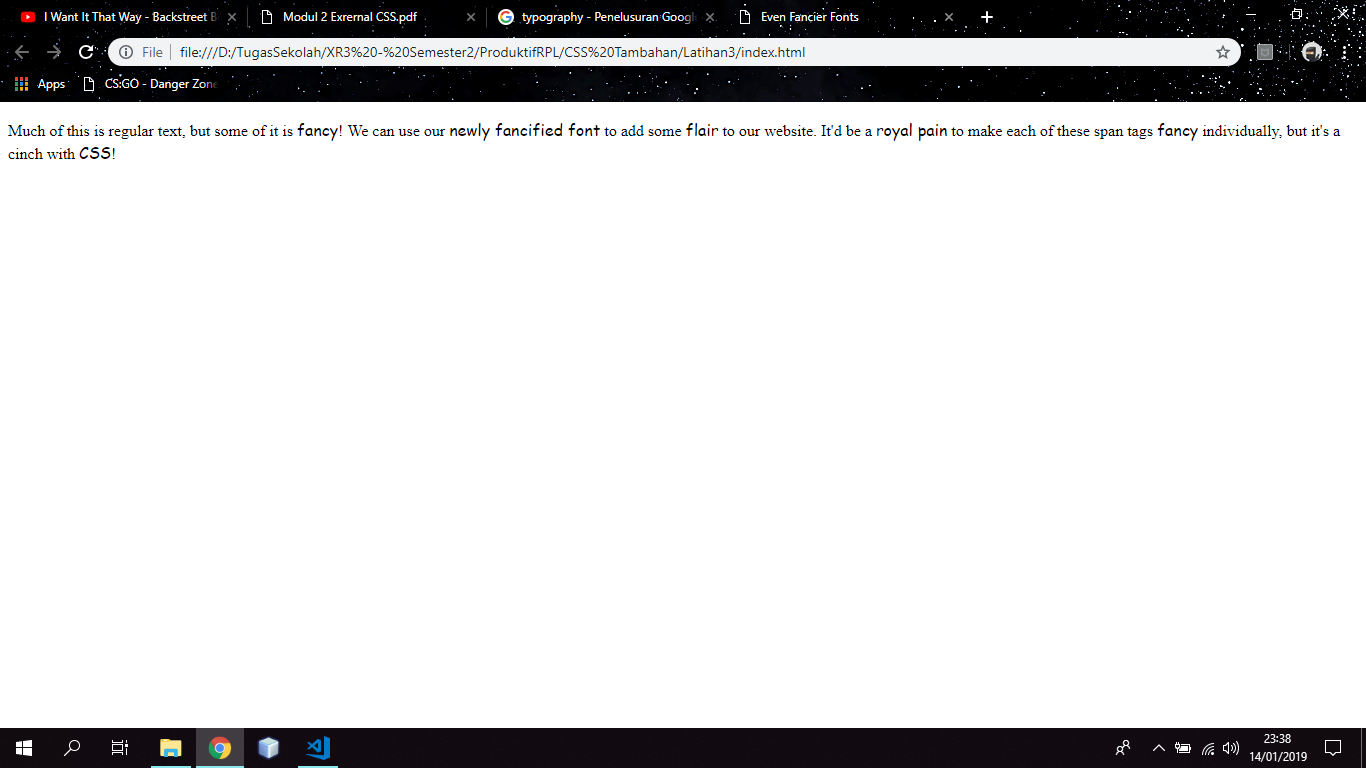 I Want It That Way - Backstreet B
Modul 2 Exrernal CSS.pdf
typography - Penelusuran Google
Even Fancier Fonts
File
file:///D:/TugasSekolah/XR3%20-%20Semester2/ProduktifRPL/CSS%20Tambahan/Latihan3/index.html
Apps
CS:GO - Danger Zone
Much of this is regular text, but some of it is fancy! We can use our newly fancified font to add some flair to our website. It'd be a royal pain to make each of these span tags fancy individually, but it's a
cinch with CSS!
23:38
14/01/2019